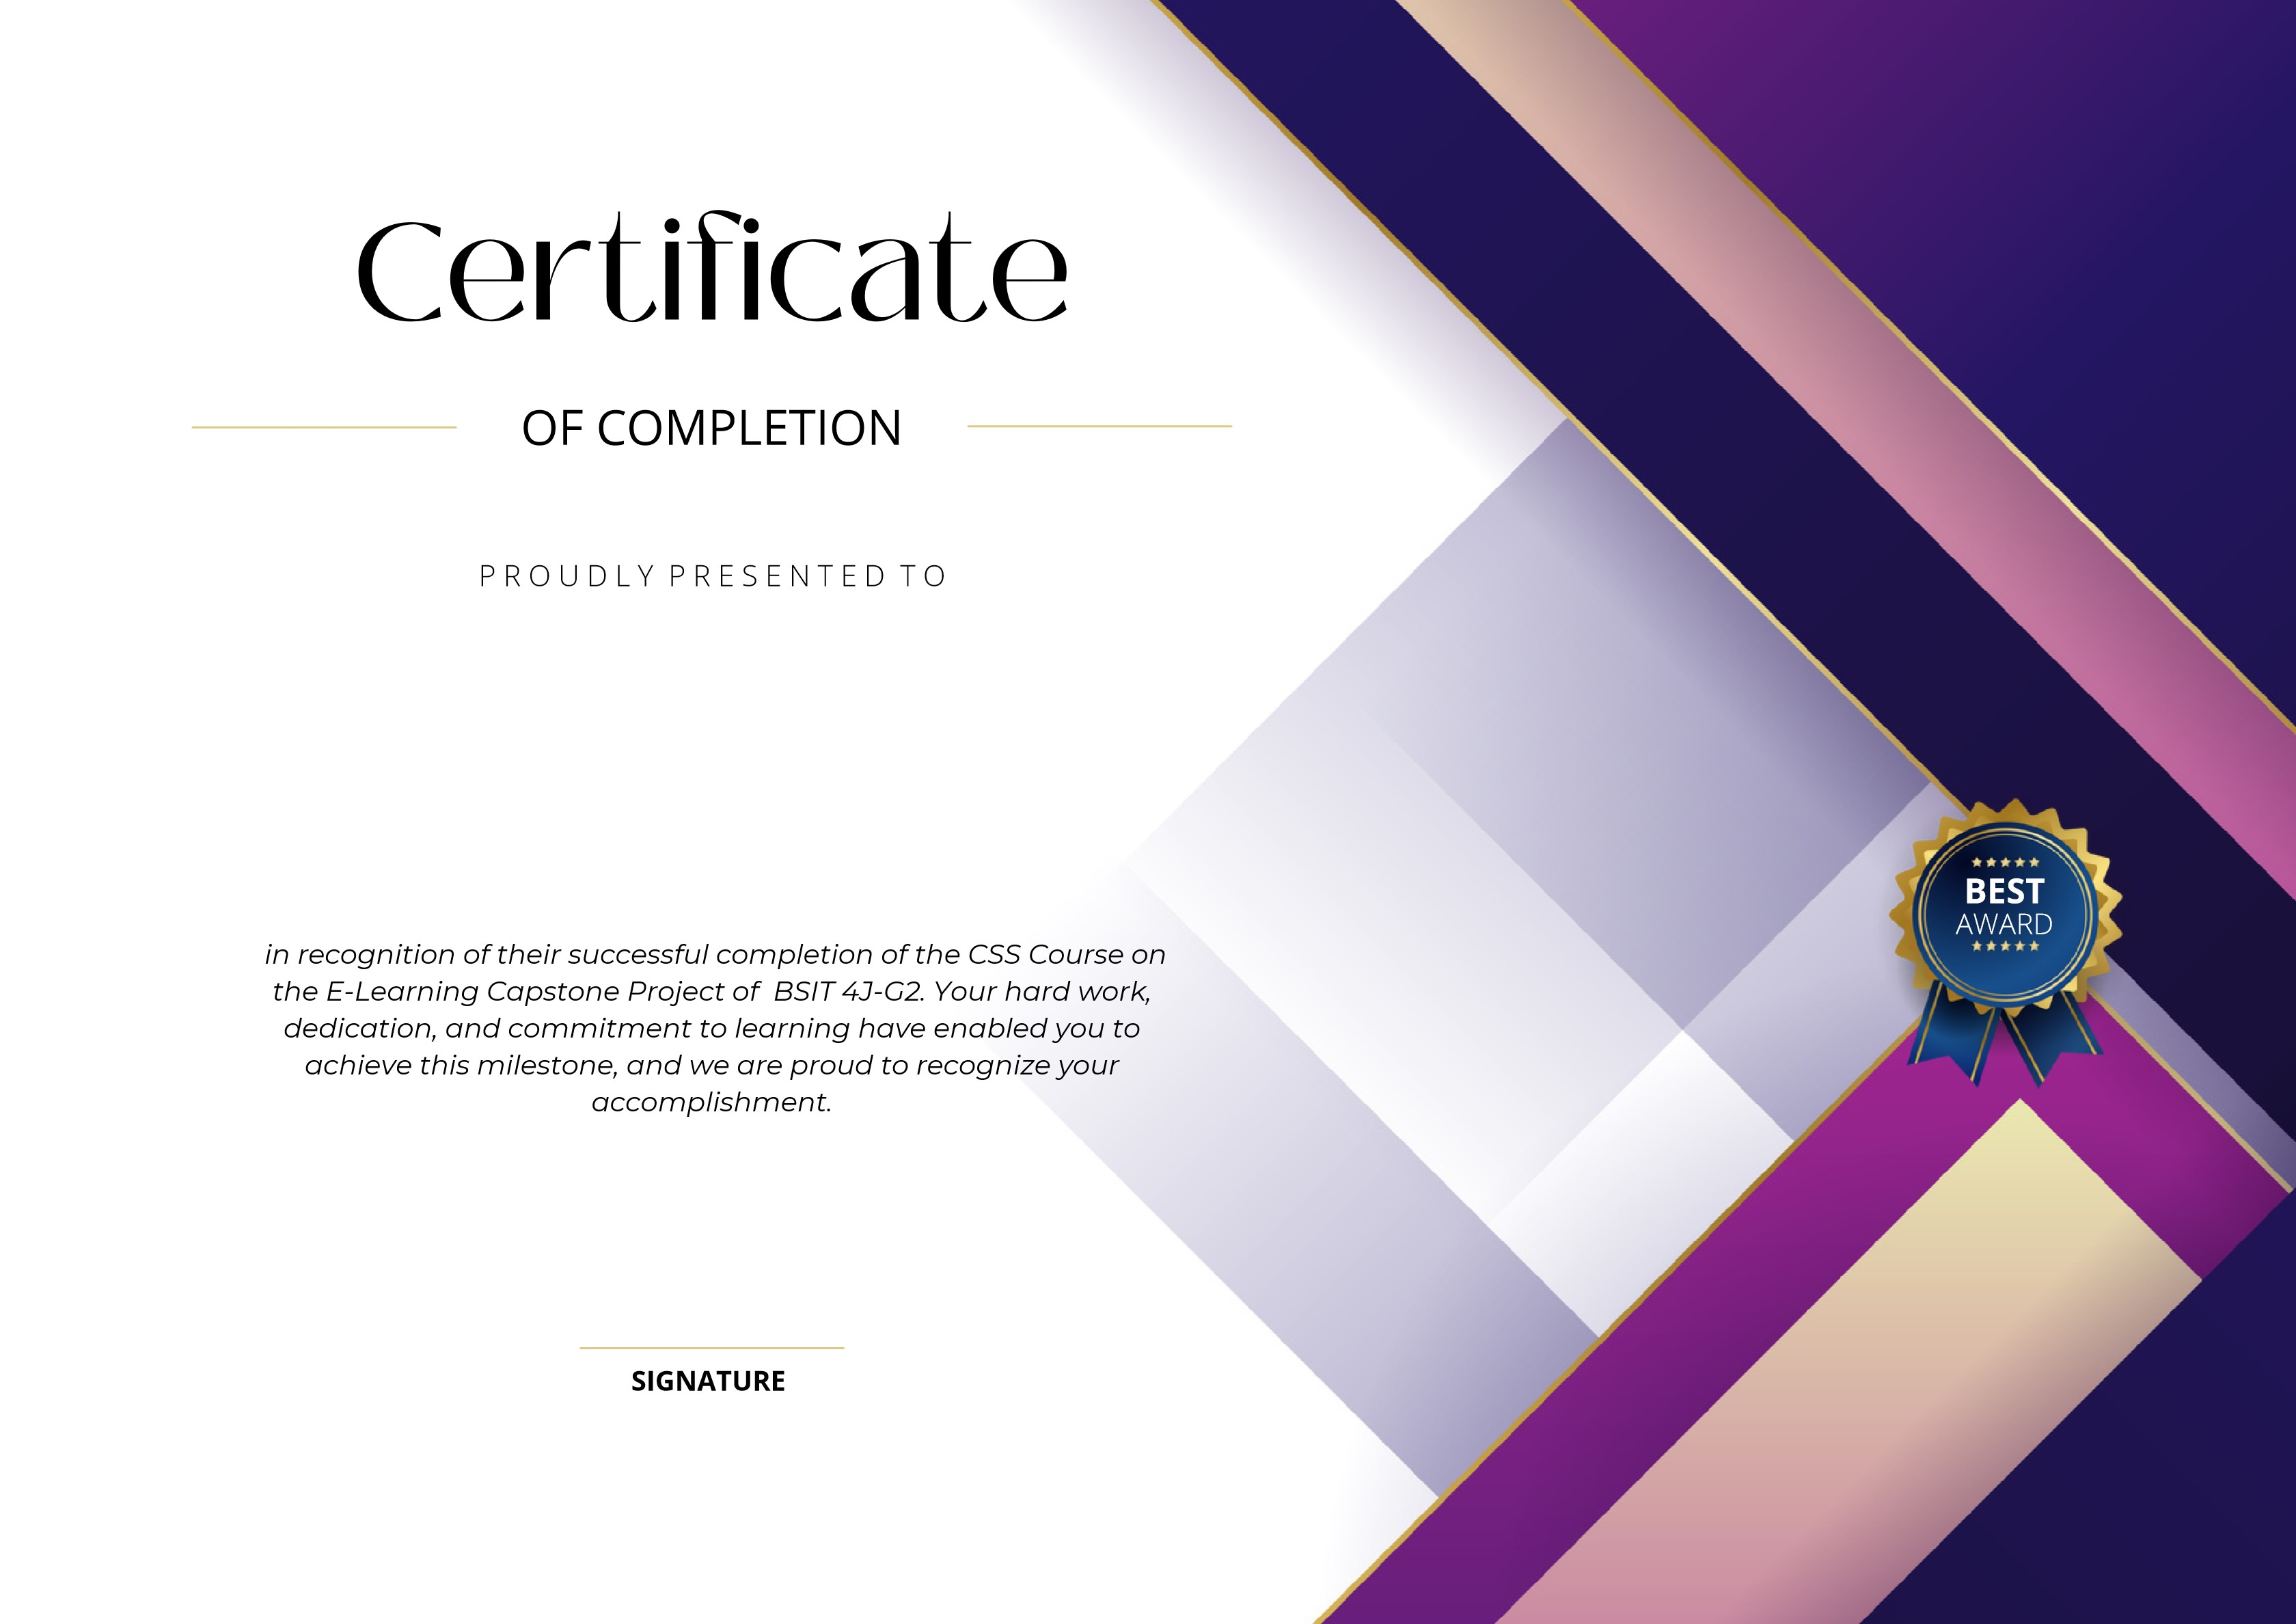 Certificate
OF COMPLETION
PROUDLY PRESENTED TO
in recognition of their successful completion of the CSS Course on
the E-Learning Capstone Project of  BSIT 4J-G2. Your hard work,
dedication, and commitment to learning have enabled you to
achieve this milestone, and we are proud to recognize your
accomplishment.
SIGNATURE
BEST
AWARD